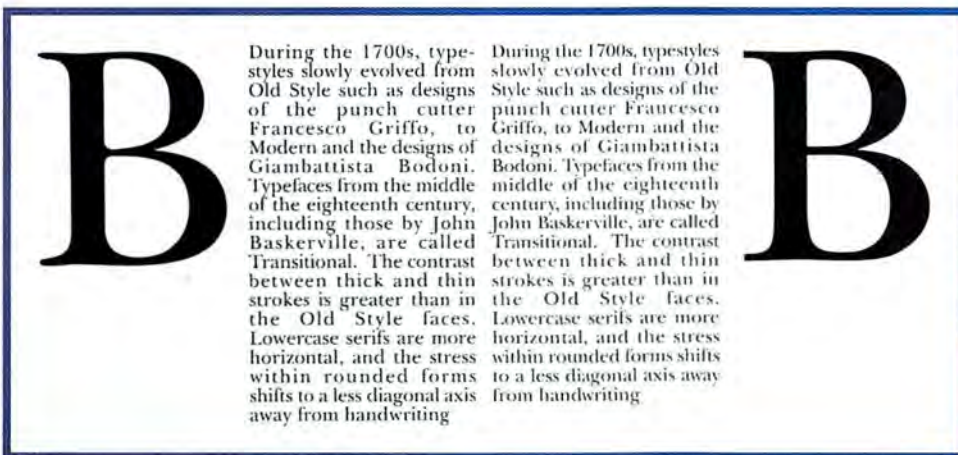 B
During the 1700s, type-
styles slowly evolved from
Old Style such as designs
of the punch cutter
Francesco Griffo, to
Modern and the designs of
Giambattista Bodoni.
Typefaces from the middle
of the eighteenth century,
including those by John
Baskerville, are called
Transitional. The contrast
between thick and thin
strokes is greater than in
the Old Style faces.
Lowercase serifs are more
horizontal, and the stress
within rounded forms
shifts to a less diagonal axis
away from handwriting
During the 1700s, typestyles
slowly evolved from Old
Style such as designs of the
punch cutter Francesco
Griffo, to Modern and the
designs of Giambattista
Bodoni. Typefaces from the
middle of the eighteenth
century, including those by
John Baskerville, are called
Transitional. The contrast
between thick and thin
strokes is greater than in
the Old Style faces.
Lowercase serifs are more
horizontal, and the stress
within rounded forms shifts
to a less diagonal axis away
from handwriting
B